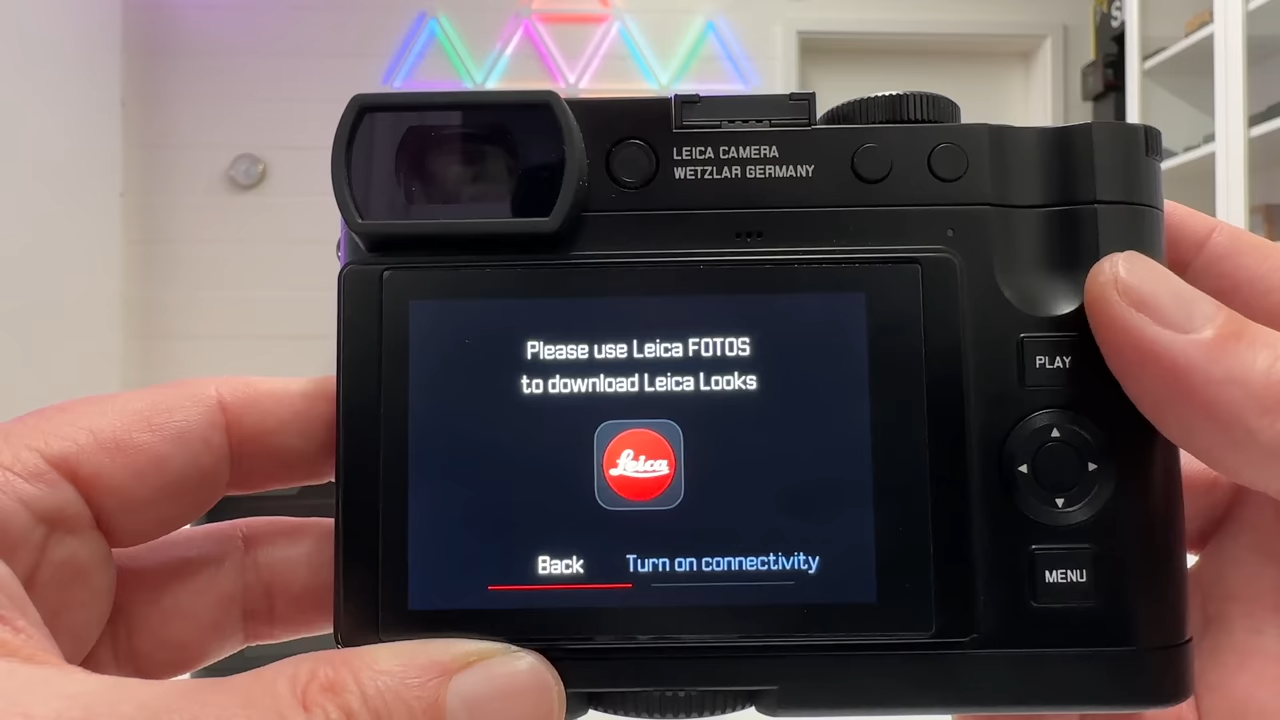 S
LEICA CAMERA
WETZLAR GERMANY
Please use Leica FOTOS
to download Leica Looks
Leica
Back
Turn on connectivity
PLAY
MENU